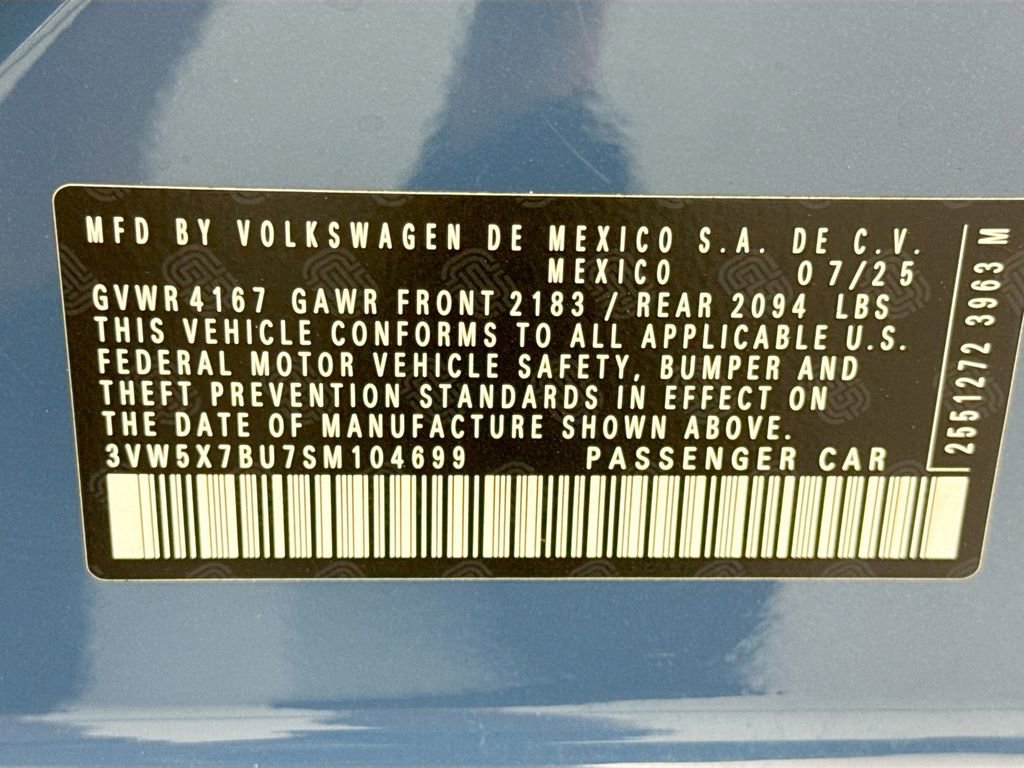 MFD BY VOLKSWAGEN DE MEXICO S.A. DE C.V.
MEXICO 07/25
GVWR 4167 GAWR FRONT 2183 / REAR 2094 LBS
THIS VEHICLE CONFORMS TO ALL APPLICABLE U.S.
FEDERAL MOTOR VEHICLE SAFETY, BUMPER AND
THEFT PREVENTION STANDARDS IN EFFECT ON
THE DATE OF MANUFACTURE SHOWN ABOVE.
3VW5X7BU7SM104699 PASSENGER CAR
2551272 3963 M